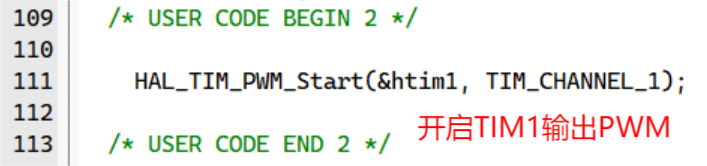 109 /* USER CODE BEGIN 2 */
110
111 HAL_TIM_PWM_Start(&htim1, TIM_CHANNEL_1);
112
113 /* USER CODE END 2 */ 开启TIM1输出PWM